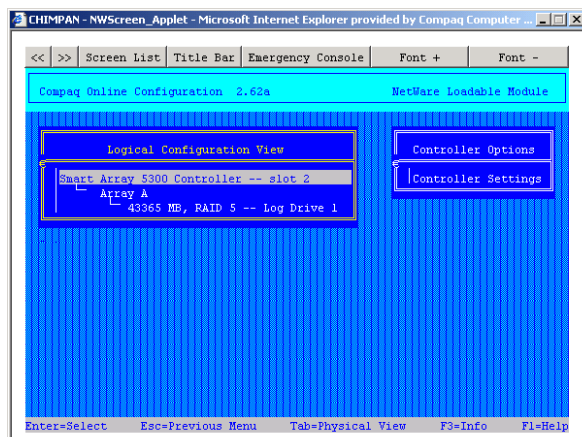 CHIMPAN - NWScreen_Applet - Microsoft Internet Explorer provided by Compaq Computer ...
<< >> Screen List Title Bar Emergency Console Font + Font -
Compaq Online Configuration 2.62a NetWare Loadable Module
Logical Configuration View
Smart Array 5300 Controller -- slot 2
Array A
43365 MB, RAID 5 -- Log Drive 1
Controller Options
Controller Settings
Enter=Select Esc=Previous Menu Tab=Physical View F3=Info F1=Help